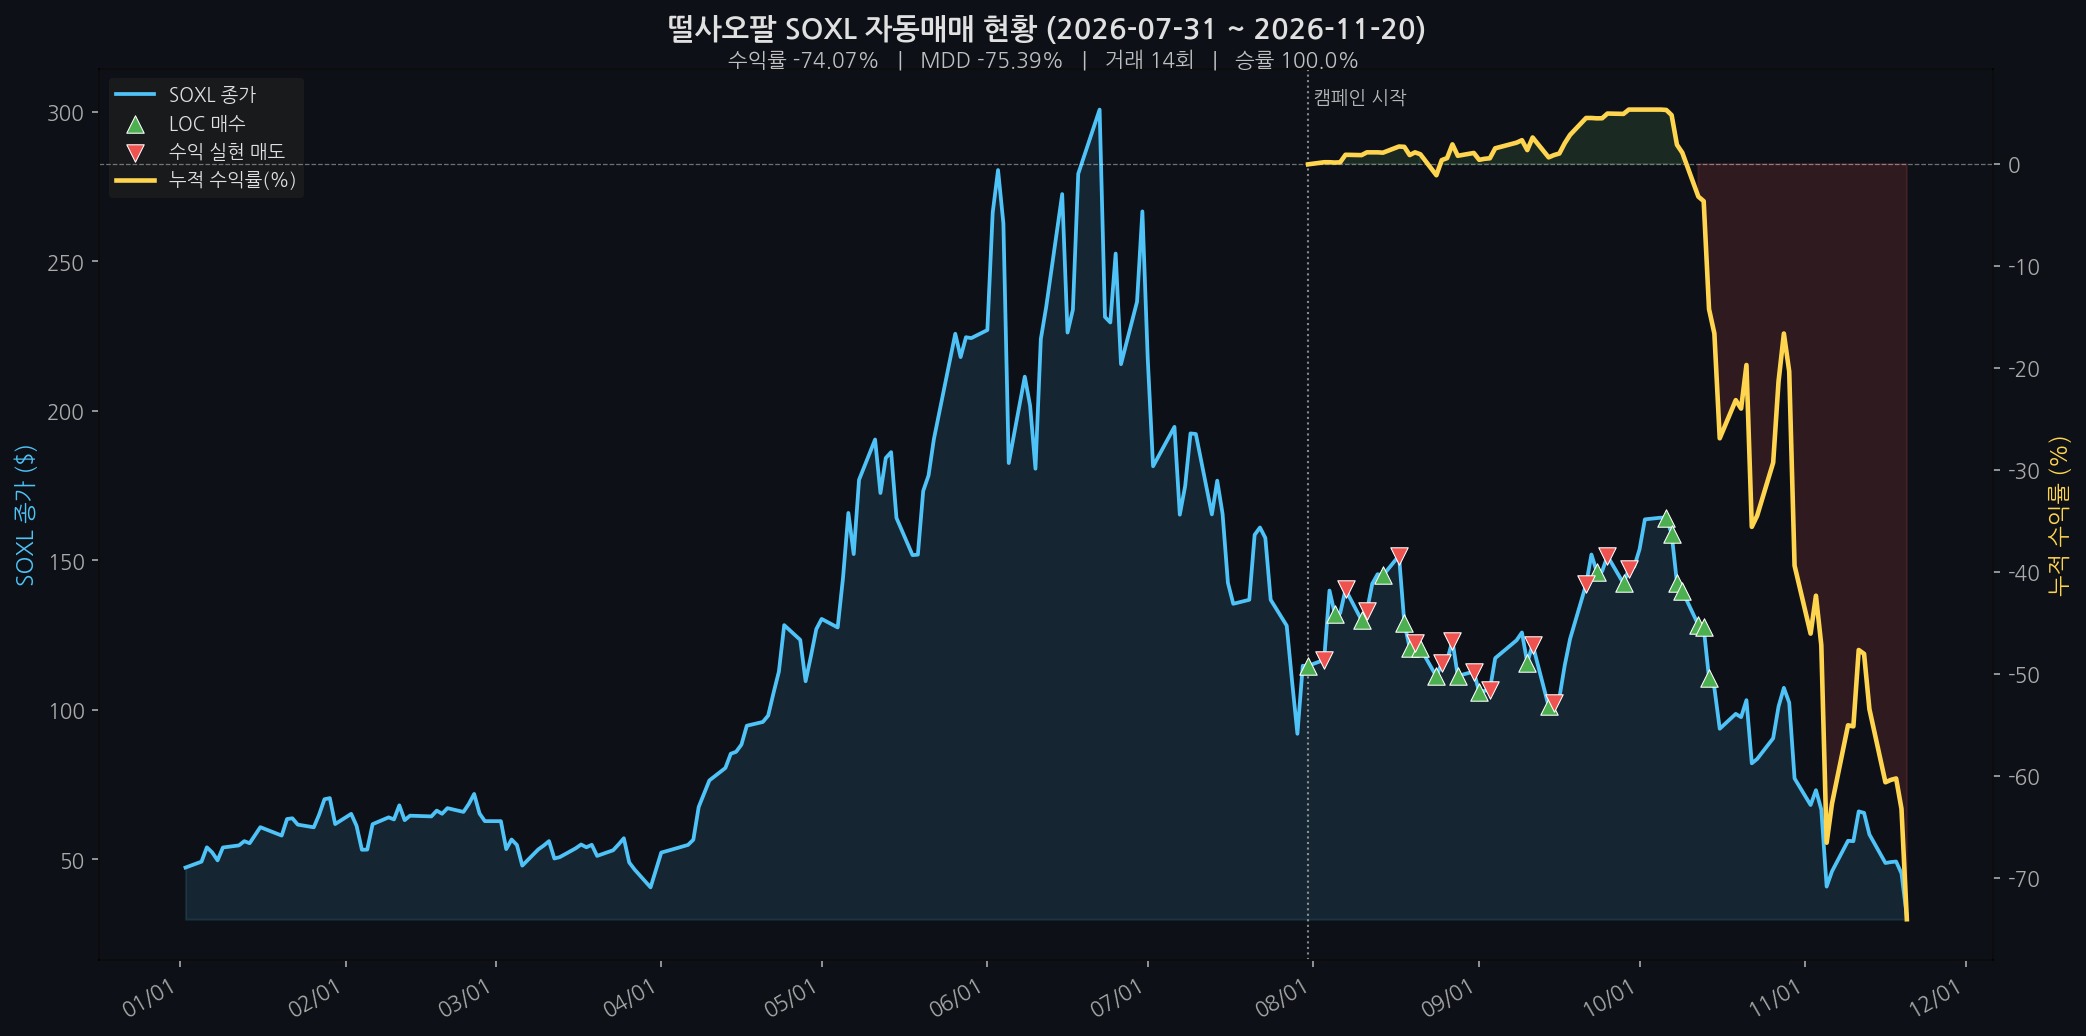 떨사오팔 SOXL 자동매매 현황 (2026-07-31 ~ 2026-11-20)
수익률 -74.07% | MDD -75.39% | 거래 14회 | 승률 100.0%
SOXL 종가
LOC 매수
수익 실현 매도
누적 수익률(%)
캠페인 시작
SOXL 종가 ($)
300
250
200
150
100
50
누적 수익률 (%)
0
-10
-20
-30
-40
-50
-60
-70
01/01
02/01
03/01
04/01
05/01
06/01
07/01
08/01
09/01
10/01
11/01
12/01